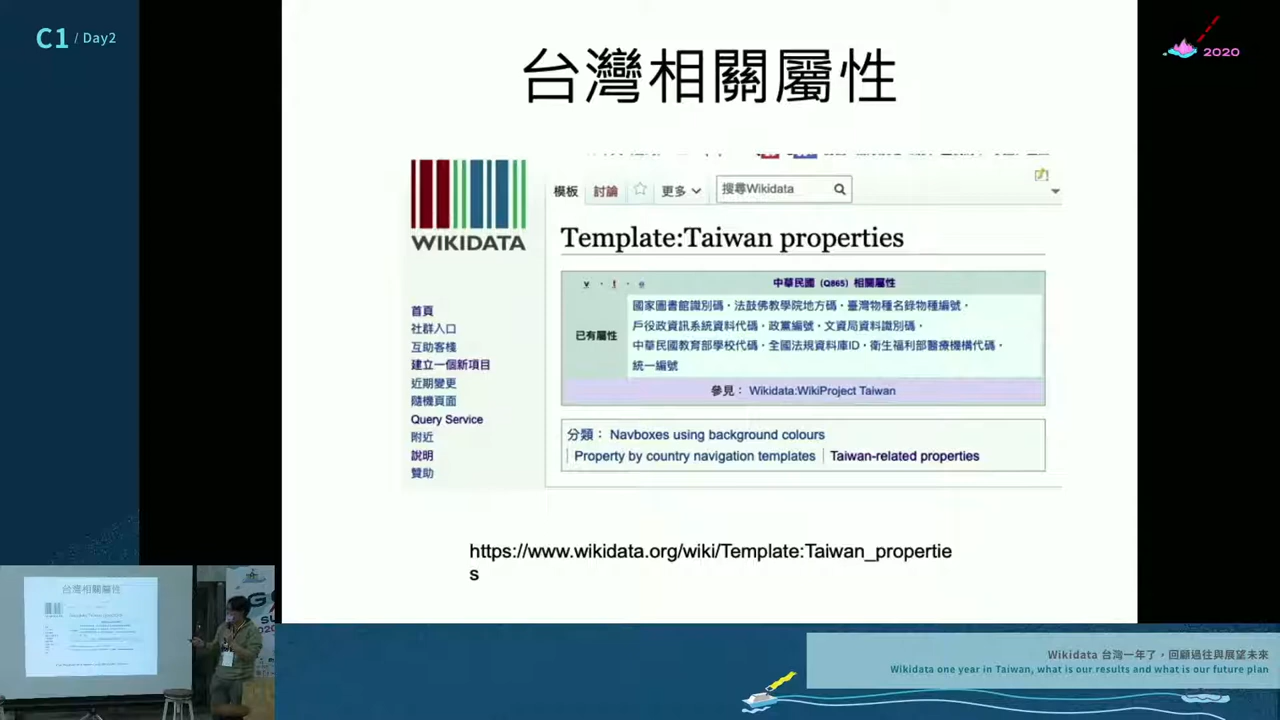 C1 / Day2
2020
台灣相關屬性
WIKIDATA
模板 討論 更多 搜尋Wikidata
Template:Taiwan properties
中華民國 (Q865) 相關屬性
已有屬性
國家圖書館識別碼・法鼓佛教學院地方碼・臺灣物種名錄物種編號・
戶役政資訊系統資料代碼・政黨編號・文資局資料識別碼・
中華民國教育部學校代碼・全國法規資料庫ID・衛生福利部醫療機構代碼・
統一編號
參見： Wikidata:WikiProject Taiwan
分類： Navboxes using background colours
Property by country navigation templates | Taiwan-related properties
首頁
社群入口
互助客棧
建立一個新項目
近期變更
隨機頁面
Query Service
附近
說明
贊助
https://www.wikidata.org/wiki/Template:Taiwan_propertie
s
台灣相關屬性
Wikidata 台灣一年了，回顧過往與展望未來
Wikidata one year in Taiwan, what is our results and what is our future plan